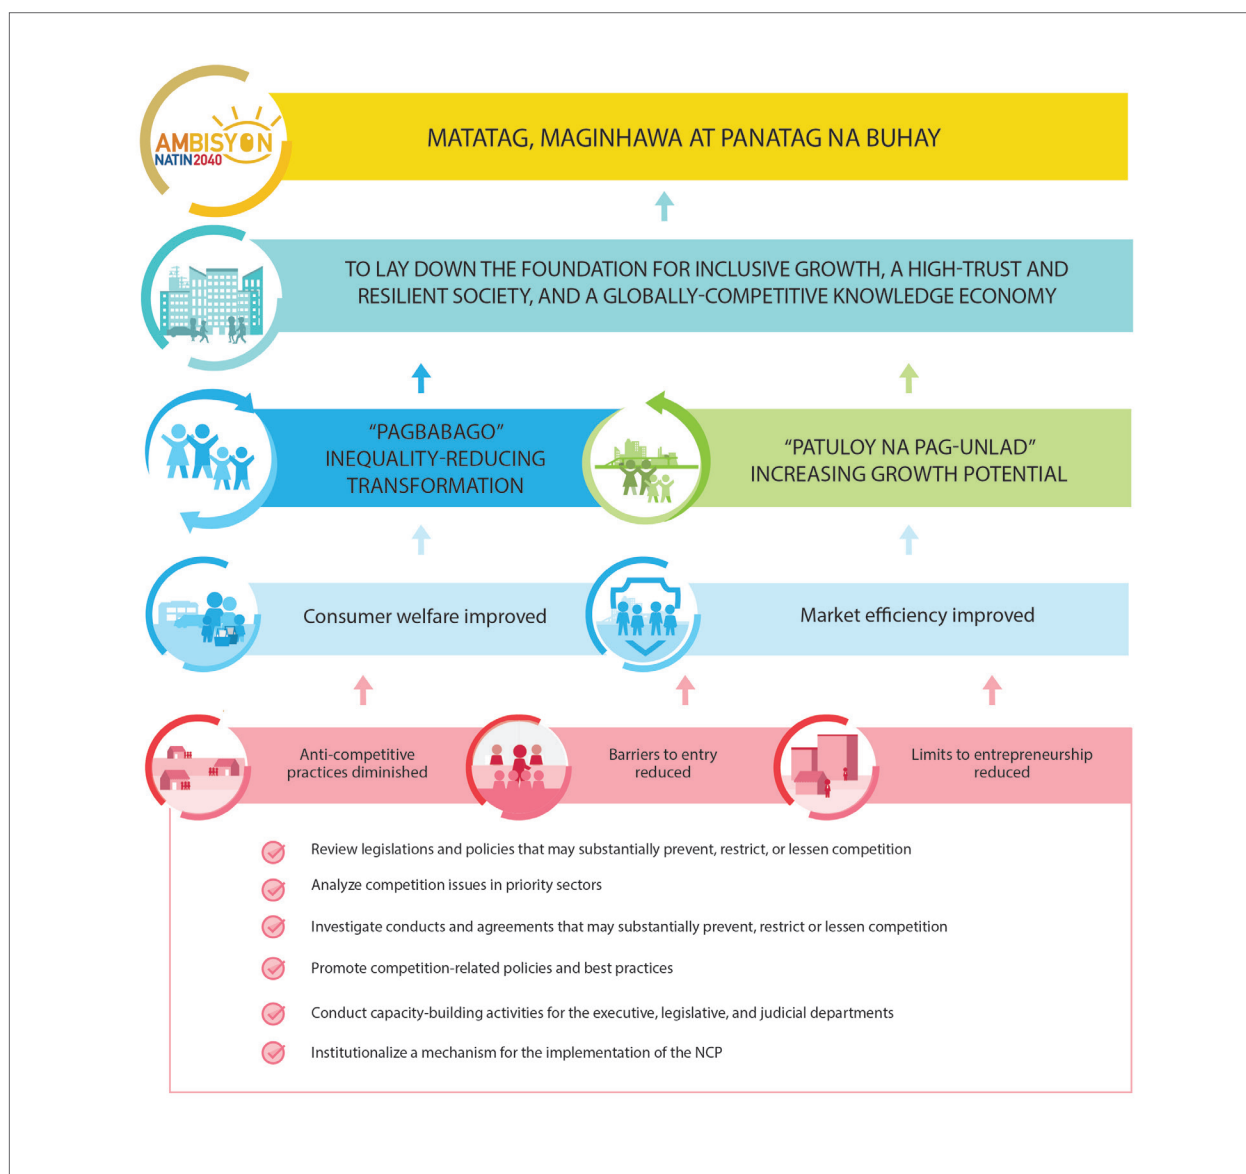 AMBISYON
NATIN2040
MATATAG, MAGINHAWA AT PANATAG NA BUHAY
TO LAY DOWN THE FOUNDATION FOR INCLUSIVE GROWTH, A HIGH-TRUST AND
RESILIENT SOCIETY, AND A GLOBALLY-COMPETITIVE KNOWLEDGE ECONOMY
“PAGBABAGO”
INEQUALITY-REDUCING
TRANSFORMATION
“PATULOY NA PAG-UNLAD”
INCREASING GROWTH POTENTIAL
Consumer welfare improved
Market efficiency improved
Anti-competitive
practices diminished
Barriers to entry
reduced
Limits to entrepreneurship
reduced
Review legislations and policies that may substantially prevent, restrict, or lessen competition
Analyze competition issues in priority sectors
Investigate conducts and agreements that may substantially prevent, restrict or lessen competition
Promote competition-related policies and best practices
Conduct capacity-building activities for the executive, legislative, and judicial departments
Institutionalize a mechanism for the implementation of the NCP